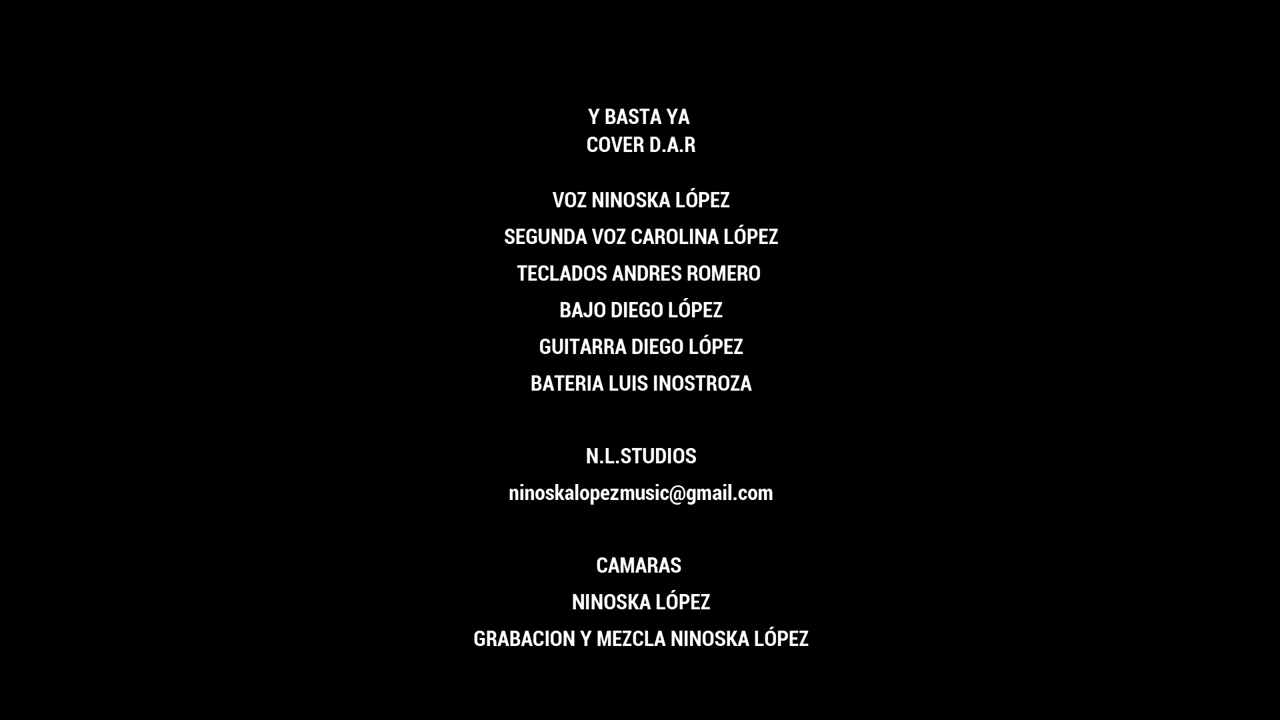 Y BASTA YA
COVER D.A.R
VOZ NINOSKA LÓPEZ
SEGUNDA VOZ CAROLINA LÓPEZ
TECLADOS ANDRES ROMERO
BAJO DIEGO LÓPEZ
GUITARRA DIEGO LÓPEZ
BATERIA LUIS INOSTROZA
N.L.STUDIOS
ninoskalopezmusic@gmail.com
CAMARAS
NINOSKA LÓPEZ
GRABACION Y MEZCLA NINOSKA LÓPEZ